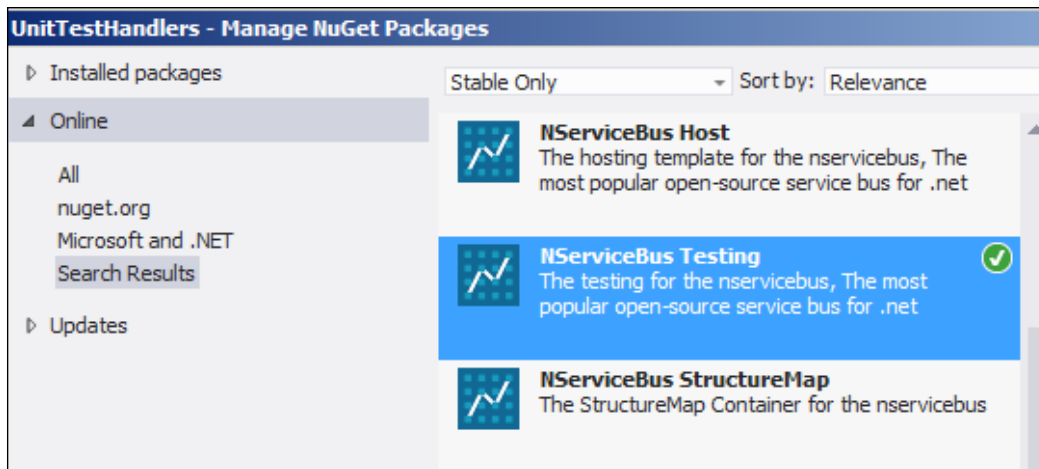 UnitTestHandlers - Manage NuGet Packages
Installed packages
Online
All
nuget.org
Microsoft and .NET
Search Results
Updates
Stable Only
Sort by: Relevance
NServiceBus Host
The hosting template for the nservicebus, The
most popular open-source service bus for .net
NServiceBus Testing
The testing for the nservicebus, The most
popular open-source service bus for .net
NServiceBus StructureMap
The StructureMap Container for the nservicebus